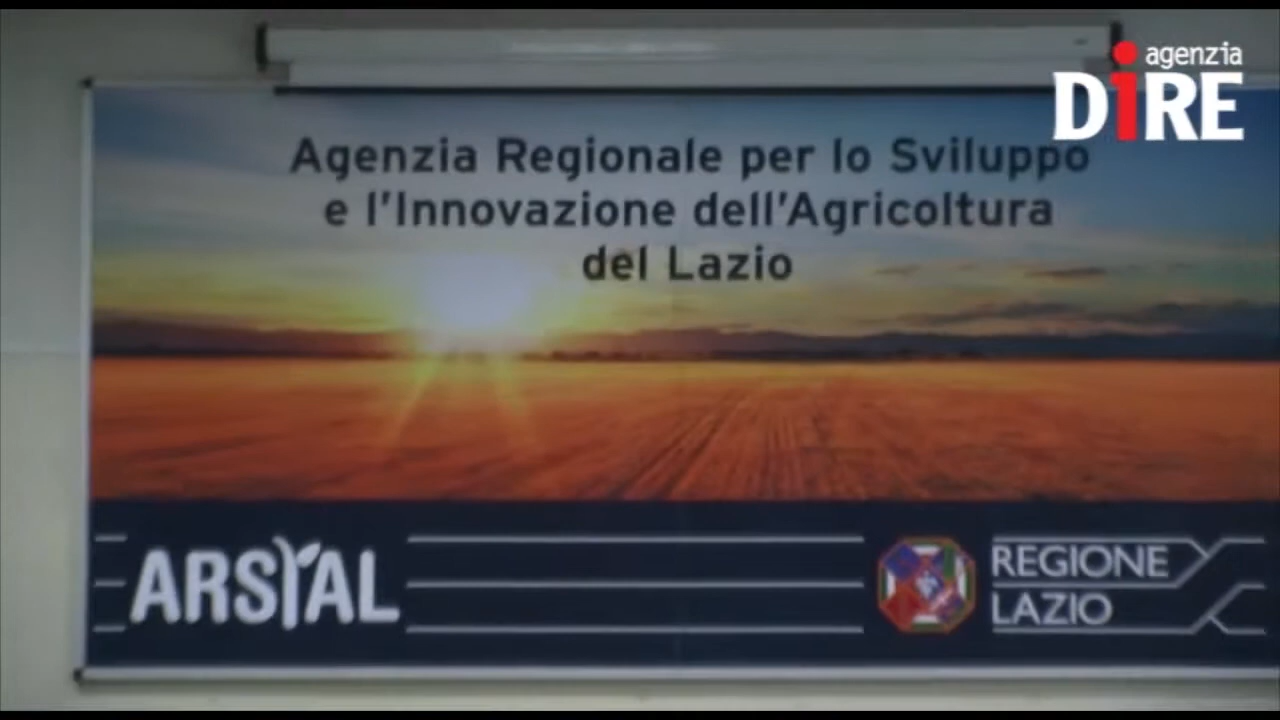 agenzia
DiRE
Agenzia Regionale per lo Sviluppo
e l'Innovazione dell'Agricoltura
del Lazio
ARSIAL
REGIONE
LAZIO